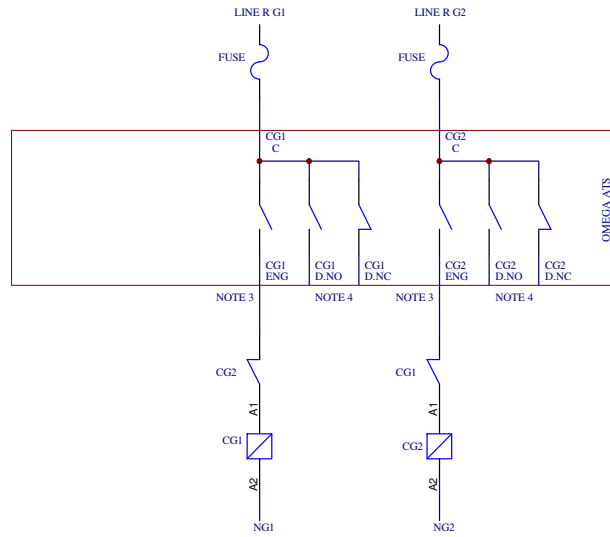 LINE R G1
LINE R G2
FUSE
FUSE
CG1
C
CG2
C
OMEGA ATS
CG1
ENG
CG1
D.NO
CG1
D.NC
CG2
ENG
CG2
D.NO
CG2
D.NC
NOTE 3
NOTE 4
NOTE 3
NOTE 4
CG2
CG1
A1
A1
CG1
CG2
A2
A2
NG1
NG2